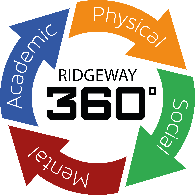 Academic
Physical
RIDGEWAY
360°
Social
Mental